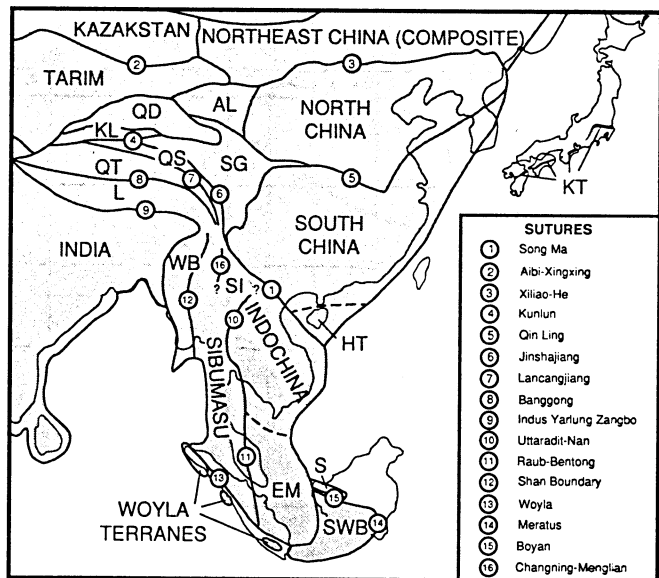 KAZAKSTAN
NORTHEAST CHINA (COMPOSITE)
2
3
TARIM
QD
AL
NORTH
CHINA
KL
4
QS
SG
QT
8
7
6
5
KT
L
9
SOUTH
CHINA
INDIA
WB
16
? SI ?
1
12
10
INDOCHINA
HT
SIBUMASU
11
S
13
EM
15
WOYLA
TERRANES
SWB
14
SUTURES
1 Song Ma
2 Aibi-Xingxing
3 Xiliao-He
4 Kunlun
5 Qin Ling
6 Jinshajiang
7 Lancangjiang
8 Banggong
9 Indus Yarlung Zangbo
10 Uttaradit-Nan
11 Raub-Bentong
12 Shan Boundary
13 Woyla
14 Meratus
15 Boyan
16 Changning-Menglian